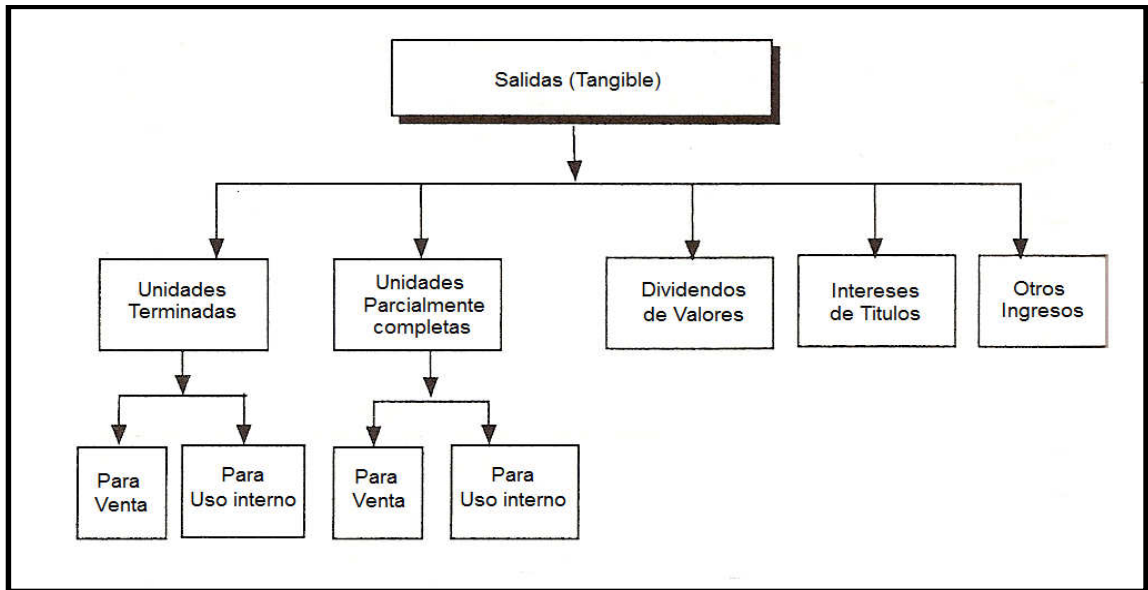 Salidas (Tangible)
Unidades
Terminadas
Unidades
Parcialmente
completas
Dividendos
de Valores
Intereses
de Titulos
Otros
Ingresos
Para
Venta
Para
Uso interno
Para
Venta
Para
Uso interno